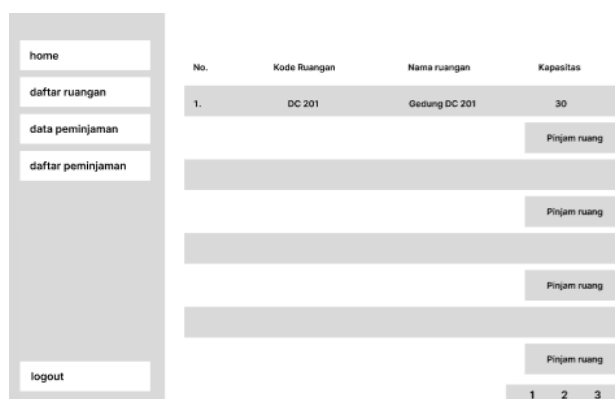 home
daftar ruangan
data peminjaman
daftar peminjaman
logout
No. Kode Ruangan Nama ruangan Kapasitas
1. DC 201 Gedung DC 201 30
Pinjam ruang
Pinjam ruang
Pinjam ruang
Pinjam ruang
1 2 3